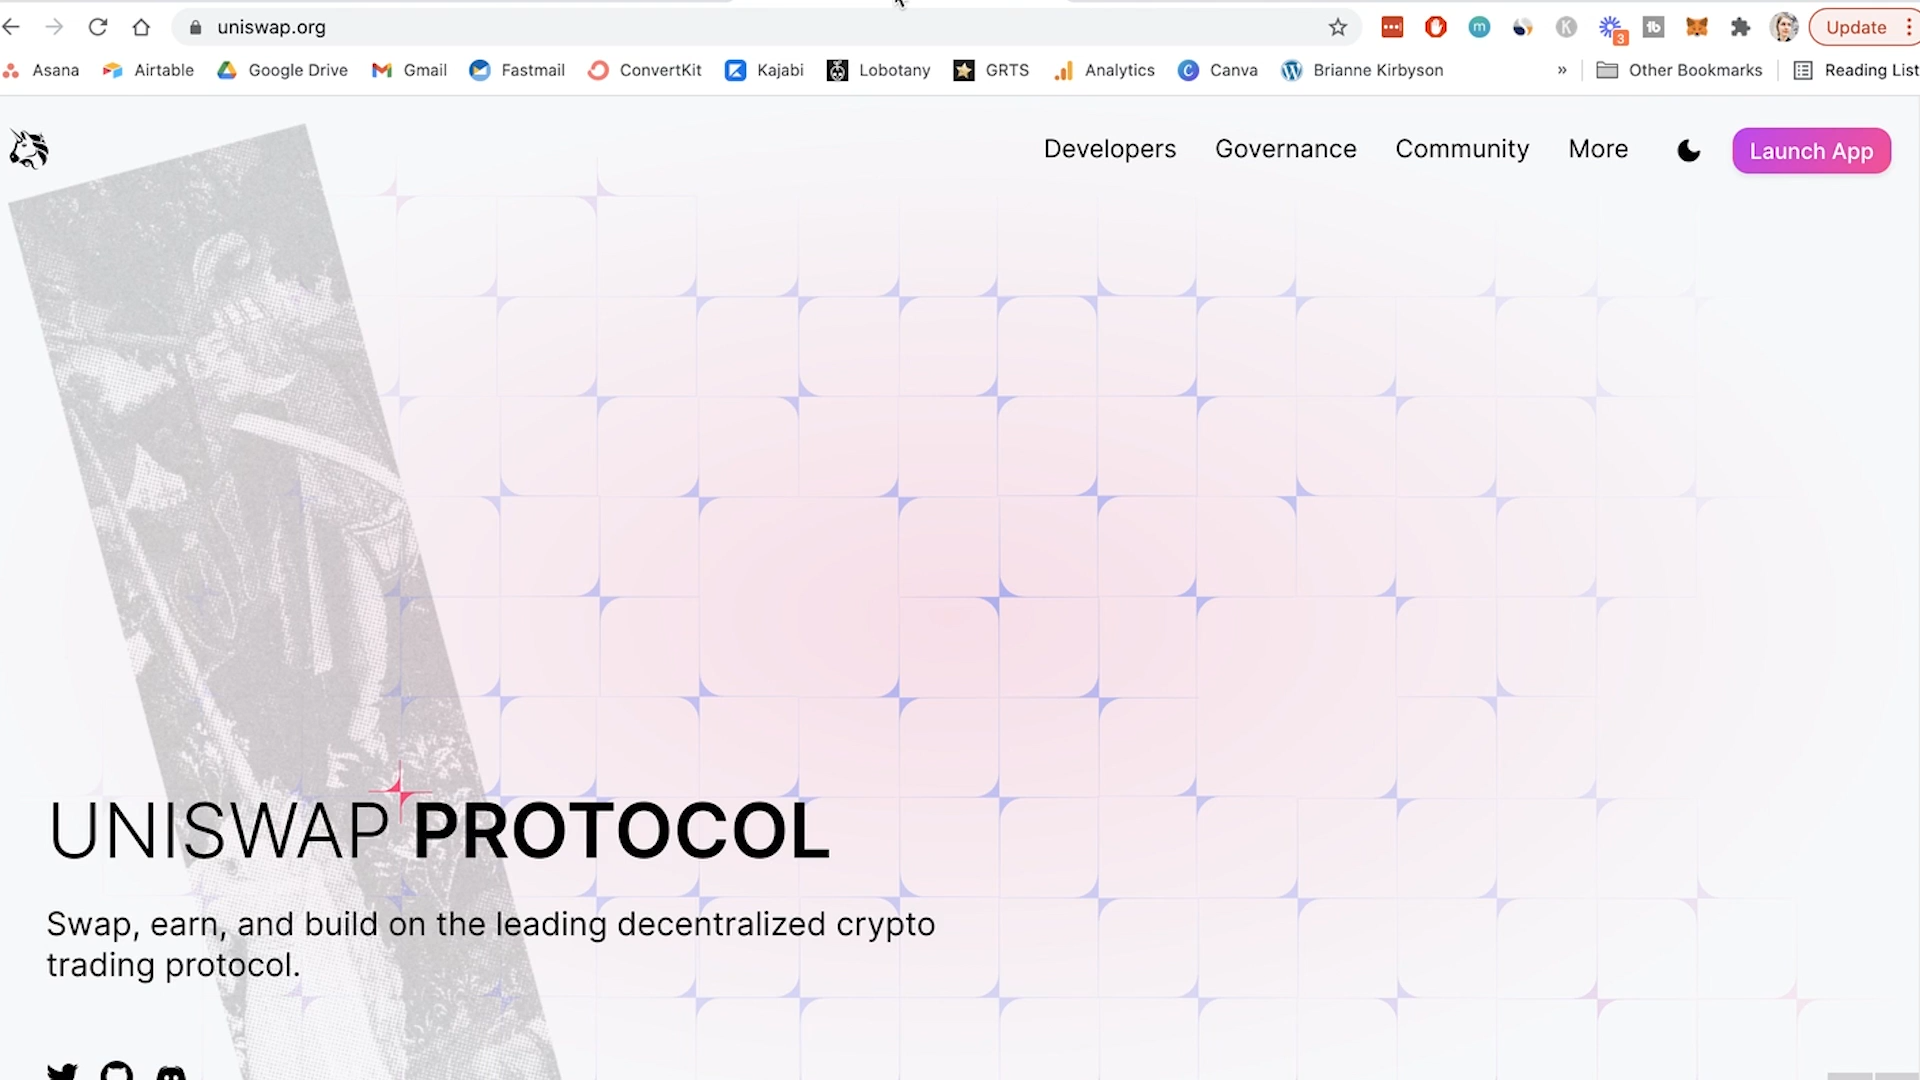 uniswap.org
m
K
3
tb
Update
Asana
Airtable
Google Drive
Gmail
Fastmail
ConvertKit
Kajabi
Lobotany
GRTS
Analytics
C
Canva
Brianne Kirbyson
»
Other Bookmarks
Reading List
Developers
Governance
Community
More
Launch App
UNISWAP PROTOCOL
Swap, earn, and build on the leading decentralized crypto
trading protocol.